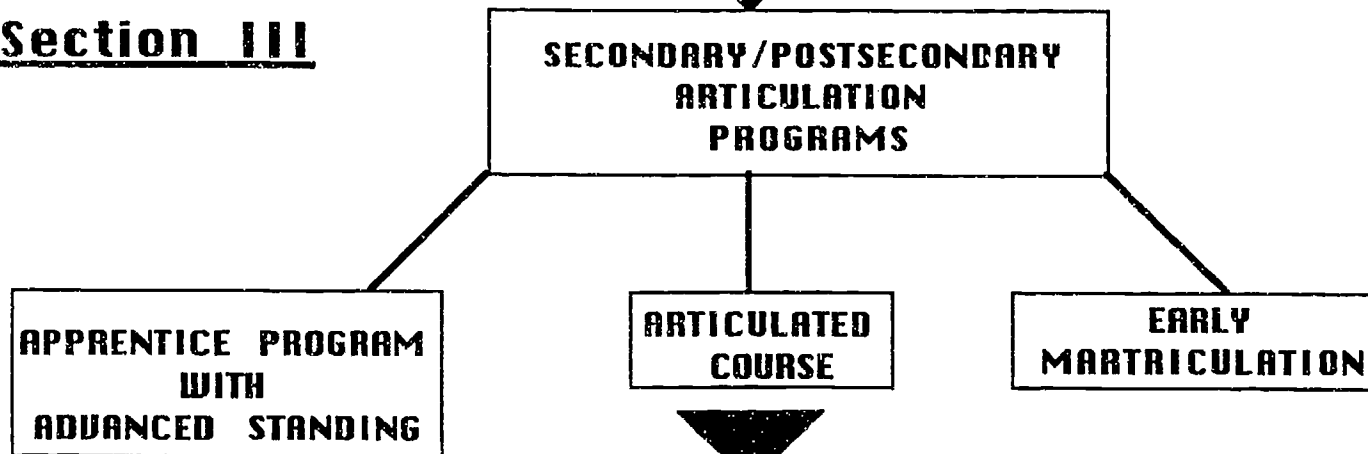 Section III
SECONDARY/POSTSECONDARY
ARTICULATION
PROGRAMS
APPRENTICE PROGRAM
WITH
ADVANCED STANDING
ARTICULATED
COURSE
EARLY
MARTRICULATION